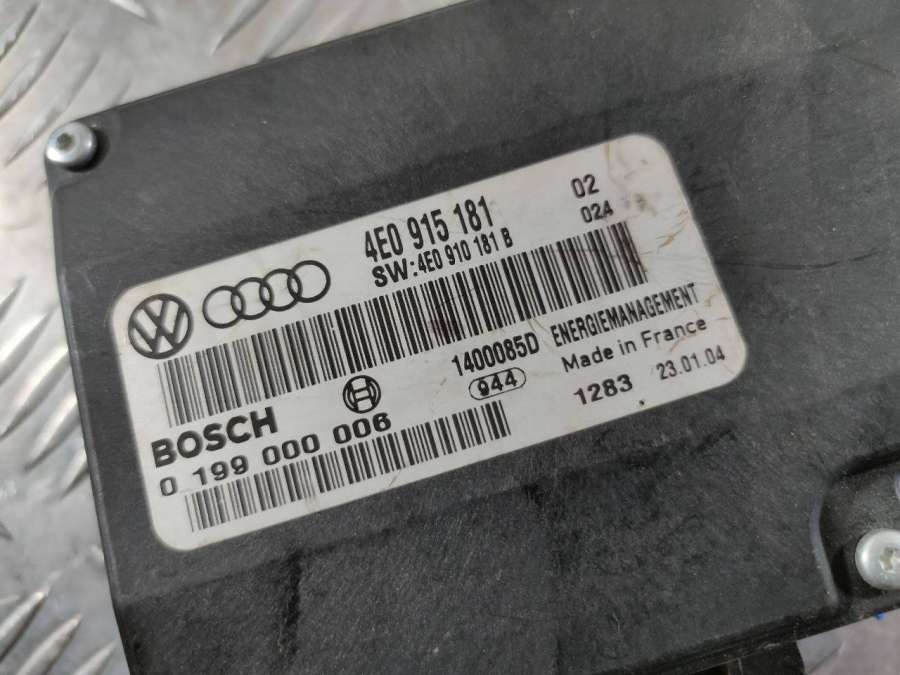 4E0 915 181 02
SW:4E0 910 181 B 024
1400085D ENERGIEMANAGEMENT
944 Made in France
BOSCH 1283 23.01.04
0 199 000 006